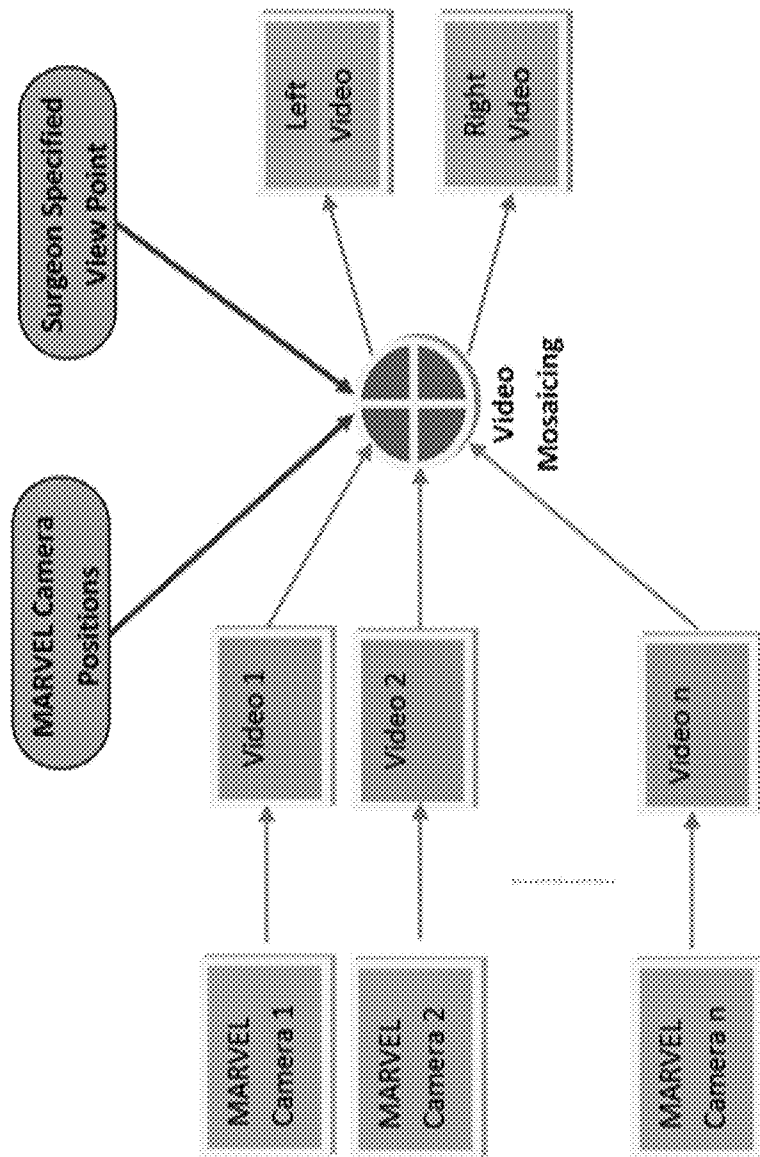 MARVEL Camera
Positions
Surgeon Specified
View Point
MARVEL
Camera 1
Video 1
Left
Video
MARVEL
Camera 2
Video 2
Right
Video
Video
Mosaicing
MARVEL
Camera n
Video n